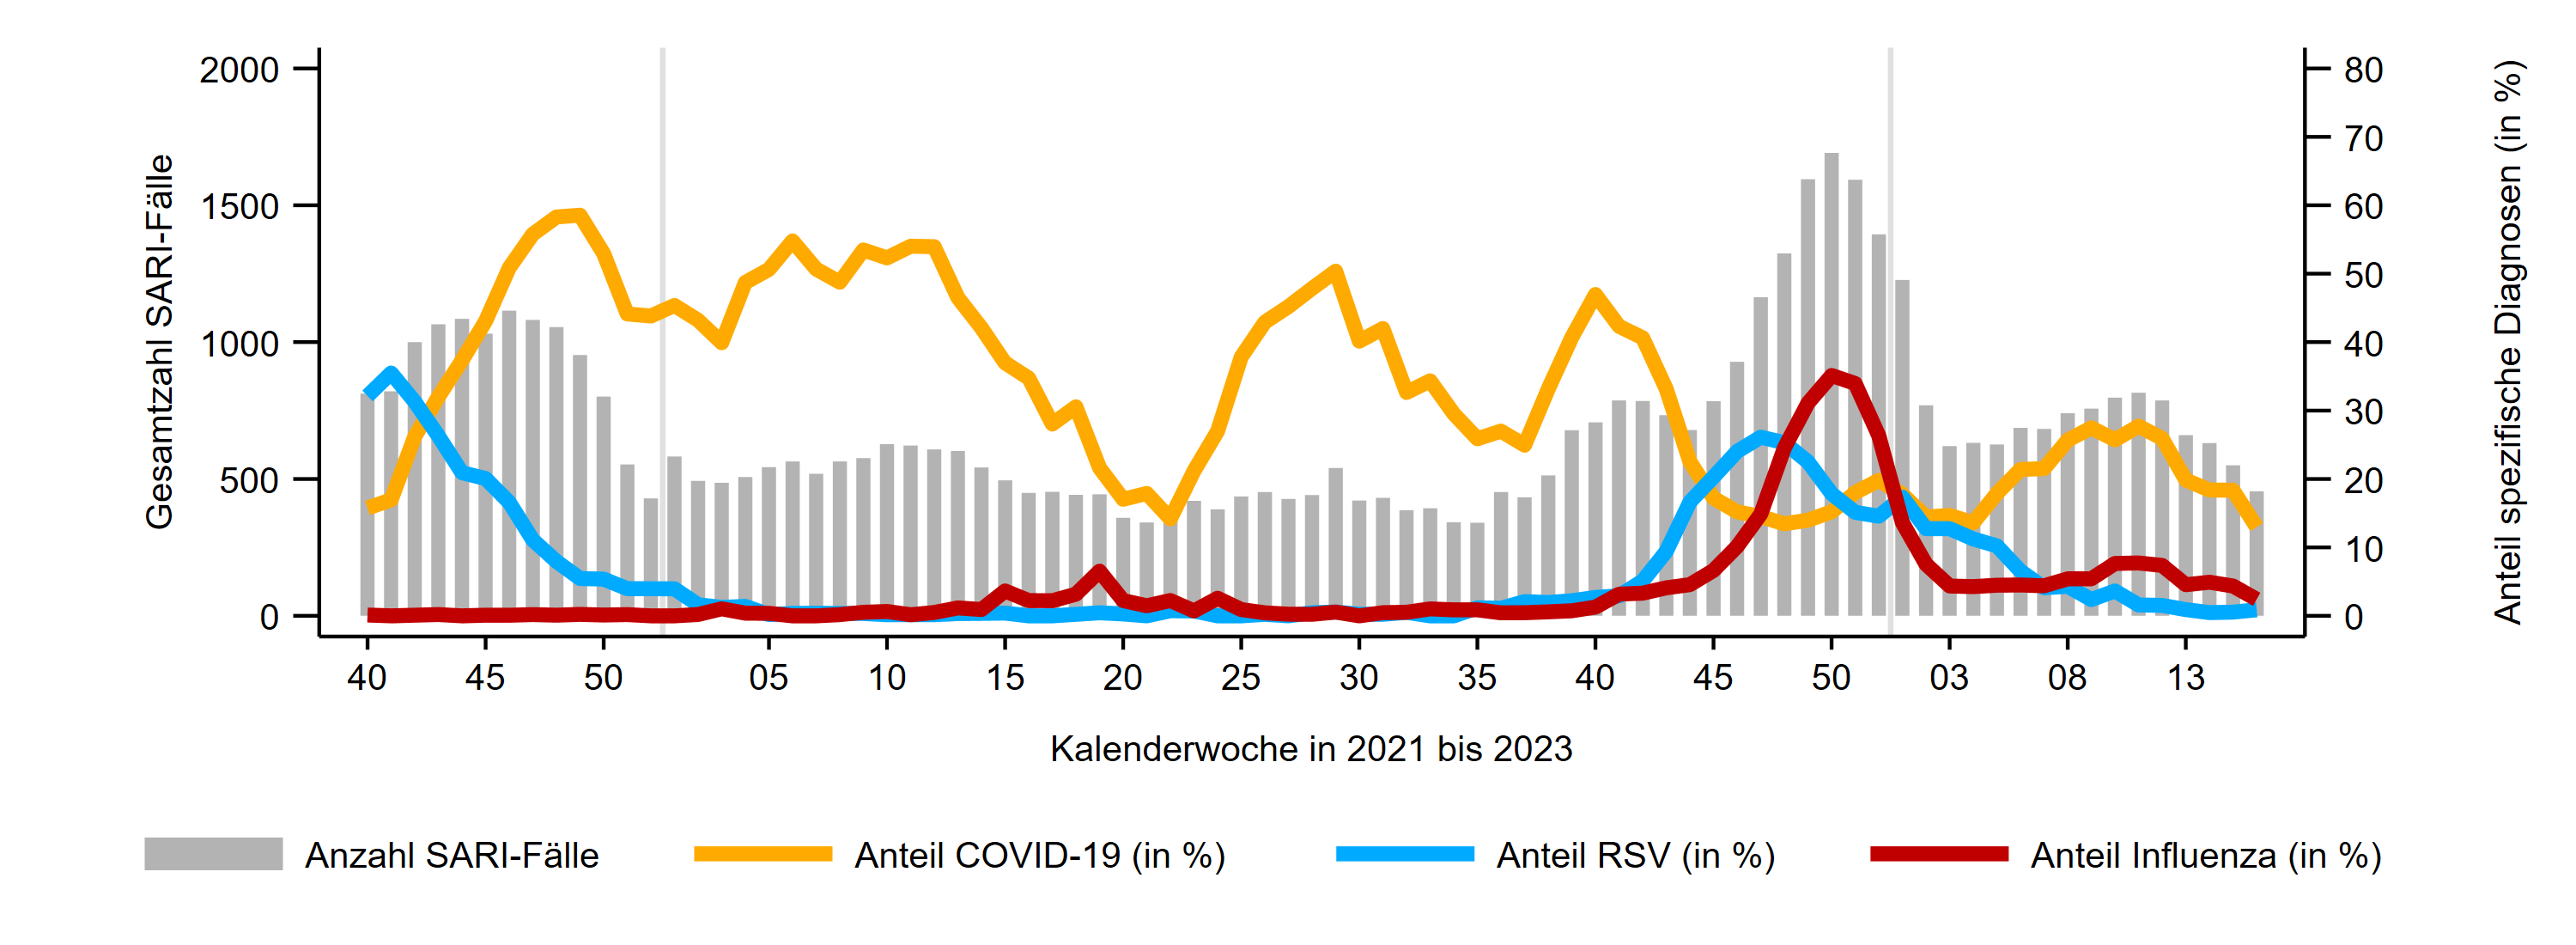 Gesamtzahl SARI-Fälle
2000
1500
1000
500
0
80
70
60
50
40
30
20
10
0
Anteil spezifische Diagnosen (in %)
40 45 50 05 10 15 20 25 30 35 40 45 50 03 08 13
Kalenderwoche in 2021 bis 2023
Anzahl SARI-Fälle Anteil COVID-19 (in %) Anteil RSV (in %) Anteil Influenza (in %)